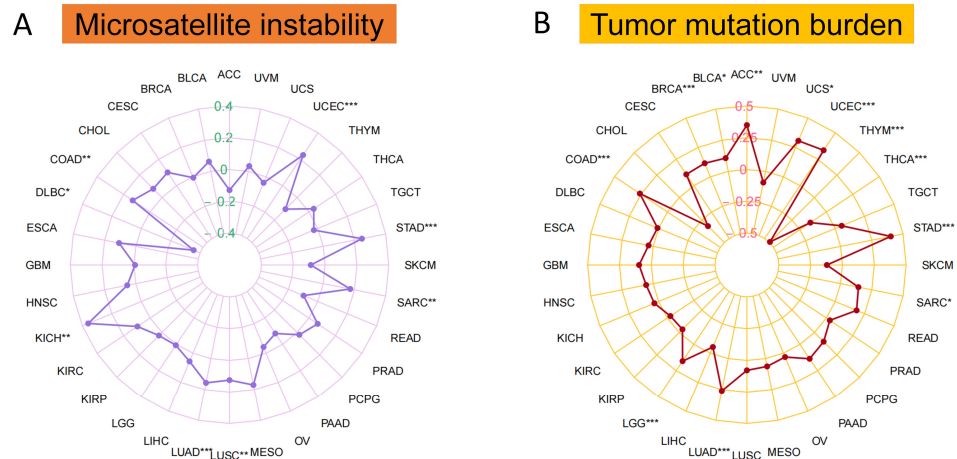 A Microsatellite instability
ACC
UVM
UCS
UCEC***
THYM
THCA
TGCT
STAD***
SKCM
SARC**
READ
PRAD
PCPG
PAAD
OV
MESO
LUSC**
LUAD***
LIHC
LGG
KIRP
KIRC
KICH**
HNSC
GBM
ESCA
DLBC*
COAD**
CHOL
CESC
BRCA
BLCA
0.4
0.2
0
−0.2
−0.4
B Tumor mutation burden
ACC**
UVM
UCS*
UCEC***
THYM***
THCA***
TGCT
STAD***
SKCM
SARC*
READ
PRAD
PCPG
PAAD
OV
MESO
LUSC
LUAD***
LIHC
LGG***
KIRP
KIRC
KICH
HNSC
GBM
ESCA
DLBC
COAD***
CHOL
CESC
BRCA***
BLCA*
0.5
0.25
0
−0.25
−0.5